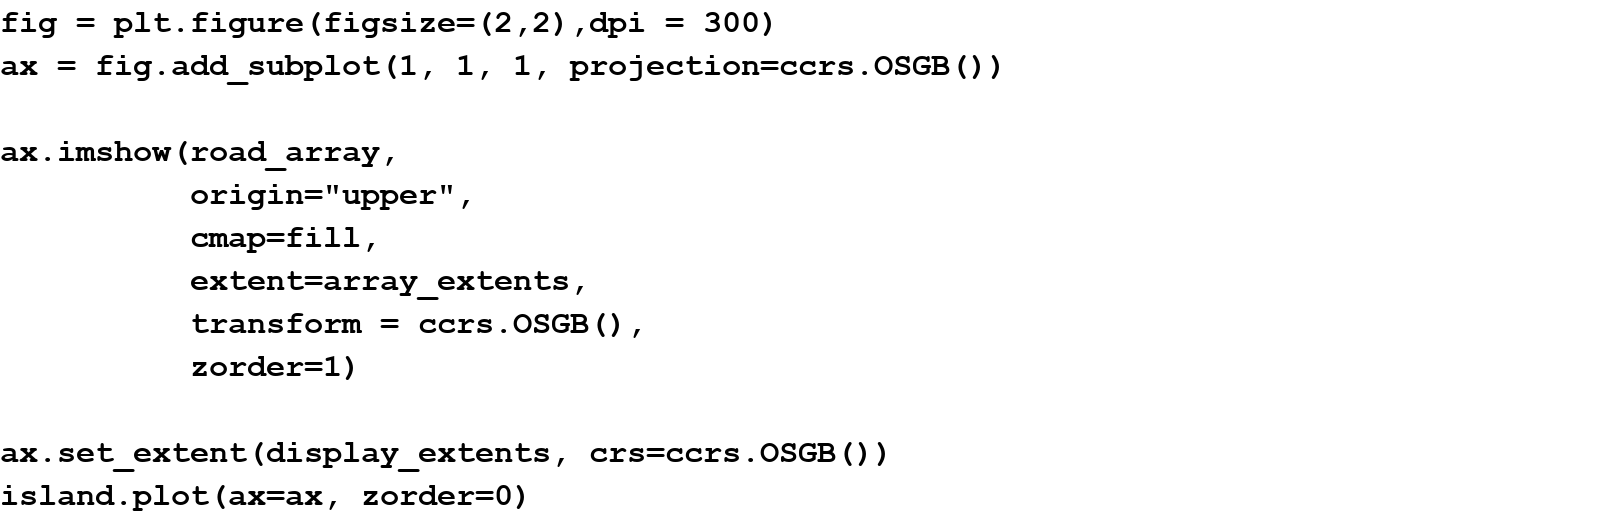 fig = plt.figure(figsize=(2,2),dpi = 300)
ax = fig.add_subplot(1, 1, 1, projection=ccrs.OSGB())
ax.imshow(road_array,
origin="upper",
cmap=fill,
extent=array_extents,
transform = ccrs.OSGB(),
zorder=1)
ax.set_extent(display_extents, crs=ccrs.OSGB())
island.plot(ax=ax, zorder=0)